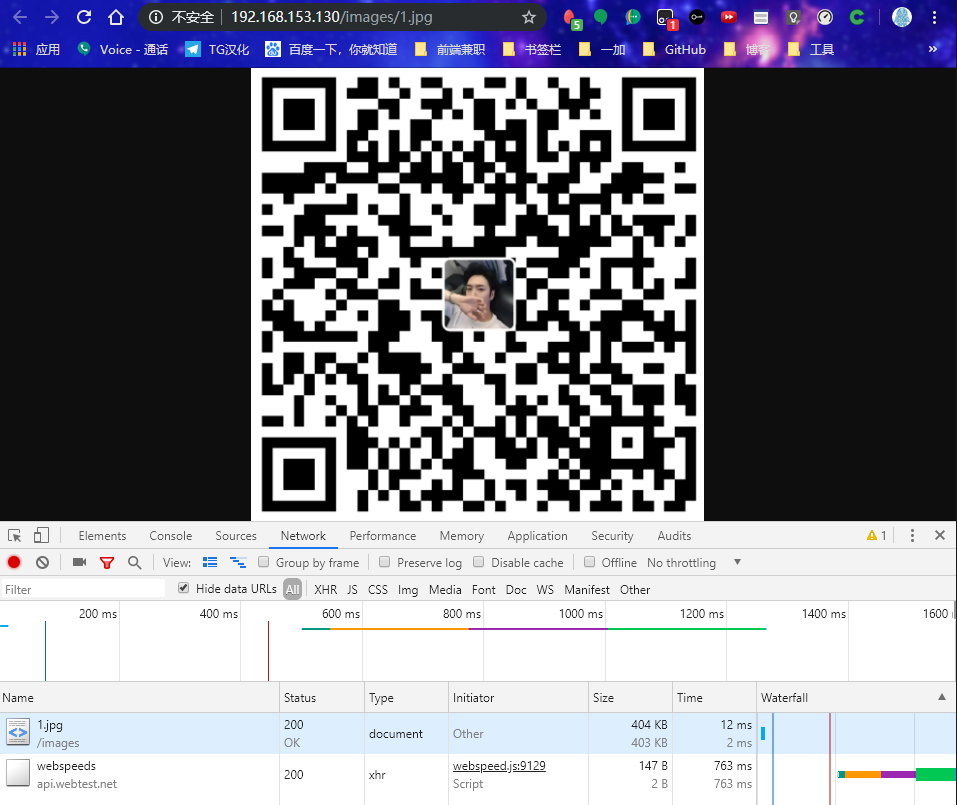 不安全 192.168.153.130/images/1.jpg 5 1
应用 Voice - 通话 TG汉化 百度一下，你就知道 前端兼职 书签栏 一加 GitHub 博客 工具 »
Elements Console Sources Network Performance Memory Application Security Audits 1
View: Group by frame Preserve log Disable cache Offline No throttling
Filter Hide data URLs All XHR JS CSS Img Media Font Doc WS Manifest Other
200 ms 400 ms 600 ms 800 ms 1000 ms 1200 ms 1400 ms 1600
Name Status Type Initiator Size Time Waterfall
1.jpg 200 document Other 404 KB 12 ms
/images OK 403 KB 2 ms
webspeeds 200 xhr webspeed.js:9129 147 B 763 ms
api.webtest.net Script 2 B 763 ms